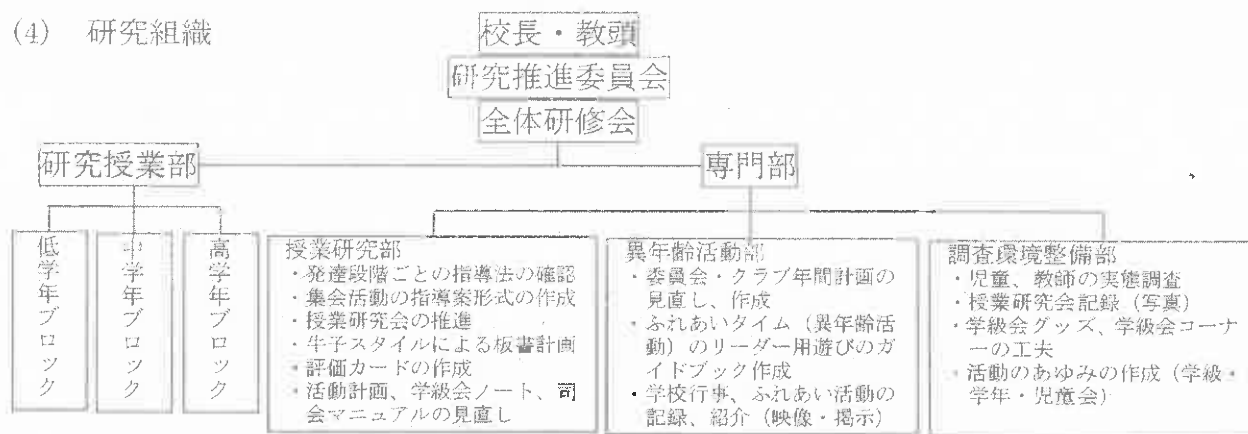 (4) 研究組織
校長・教頭
研究推進委員会
全体研修会
研究授業部
専門部
低学年ブロック
中学年ブロック
高学年ブロック
授業研究部
・発達段階ごとの指導法の確認
・集会活動の指導案形式の作成
・授業研究会の推進
・牛子スタイルによる板書計画
・評価カードの作成
・活動計画、学級会ノート、司
会マニュアルの見直し
異年齢活動部
・委員会・クラブ年間計画の
見直し、作成
・ふれあいタイム（異年齢活
動）のリーダー用遊びのガ
イドブック作成
・学校行事、ふれあい活動の
記録、紹介（映像・掲示）
調査環境整備部
・児童、教師の実態調査
・授業研究会記録（写真）
・学級会グッズ、学級会コーナ
ーの工夫
・活動のあゆみの作成（学級・
学年・児童会）